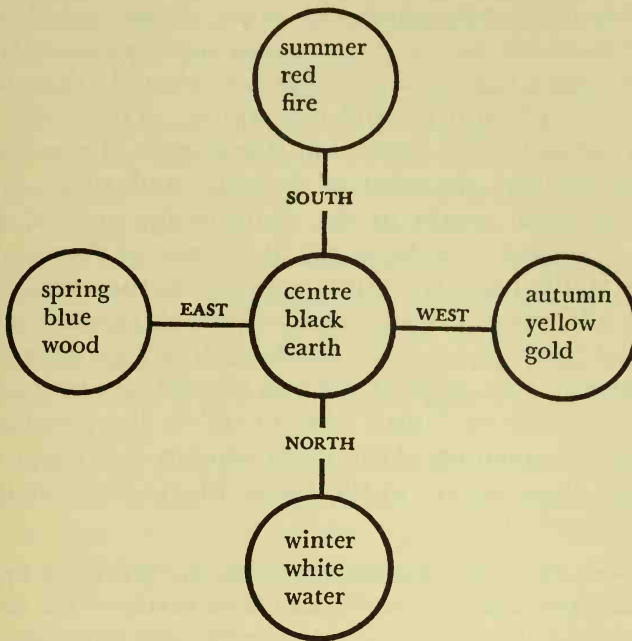 summer
red
fire
SOUTH
spring
blue
wood
EAST
centre
black
earth
WEST
autumn
yellow
gold
NORTH
winter
white
water